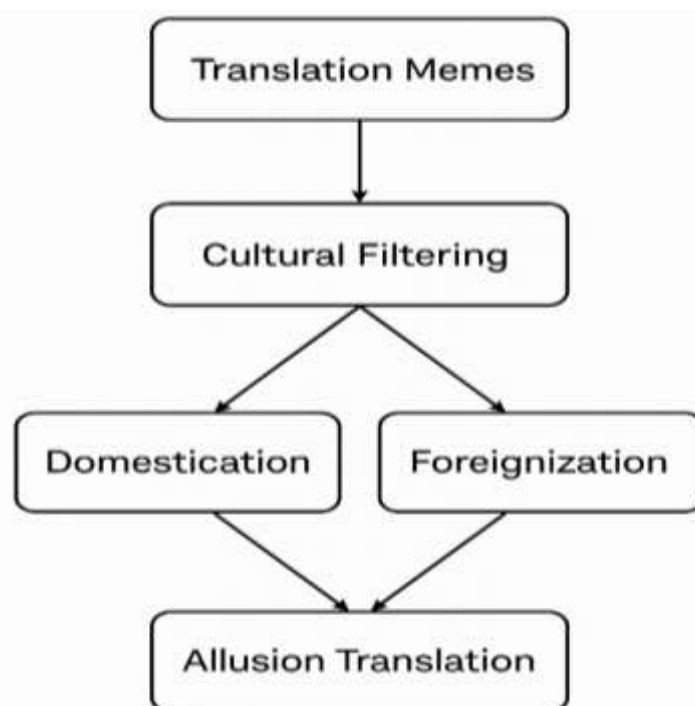 Translation Memes
Cultural Filtering
Domestication
Foreignization
Allusion Translation